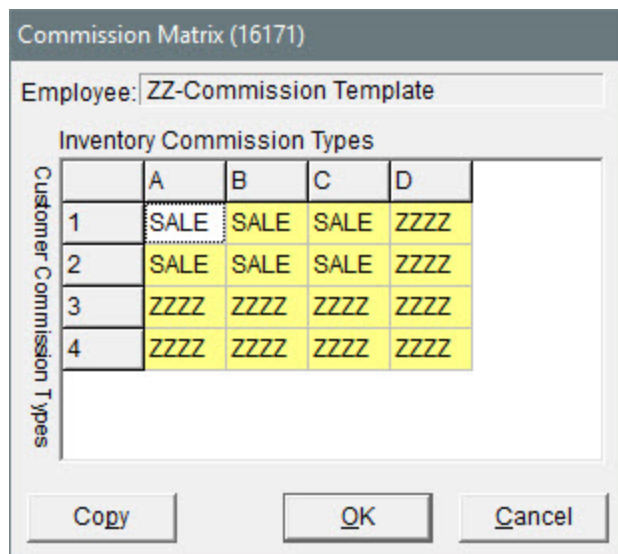 Commission Matrix (16171)
Employee: ZZ-Commission Template
Inventory Commission Types
Customer Commission Types
A B C D
1 SALE SALE SALE ZZZZ
2 SALE SALE SALE ZZZZ
3 ZZZZ ZZZZ ZZZZ ZZZZ
4 ZZZZ ZZZZ ZZZZ ZZZZ
Copy OK Cancel